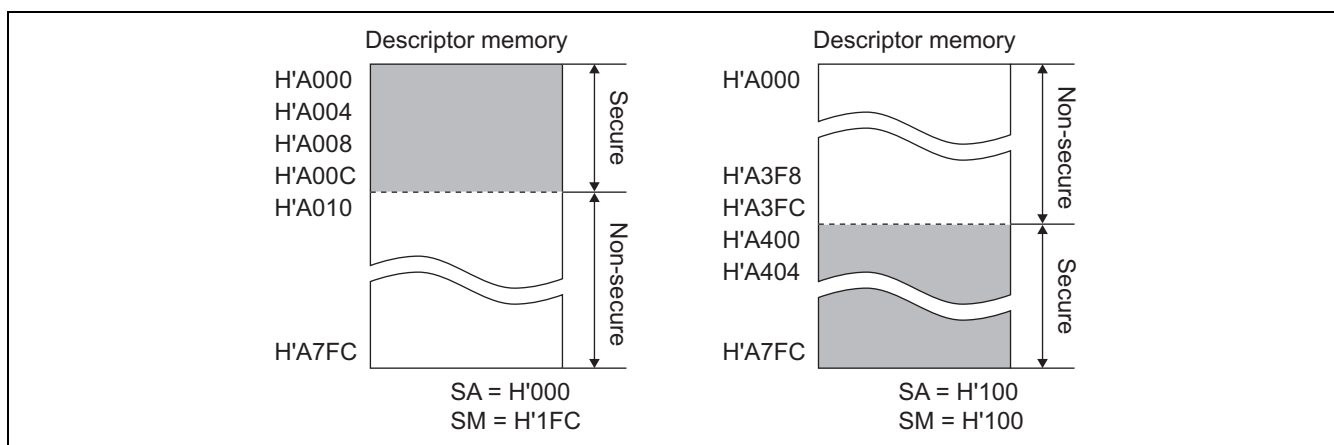 Descriptor memory
H'A000
H'A004
H'A008
H'A00C
H'A010
H'A7FC
Secure
Non-secure
SA = H'000
SM = H'1FC
Descriptor memory
H'A000
H'A3F8
H'A3FC
H'A400
H'A404
H'A7FC
Non-secure
Secure
SA = H'100
SM = H'100